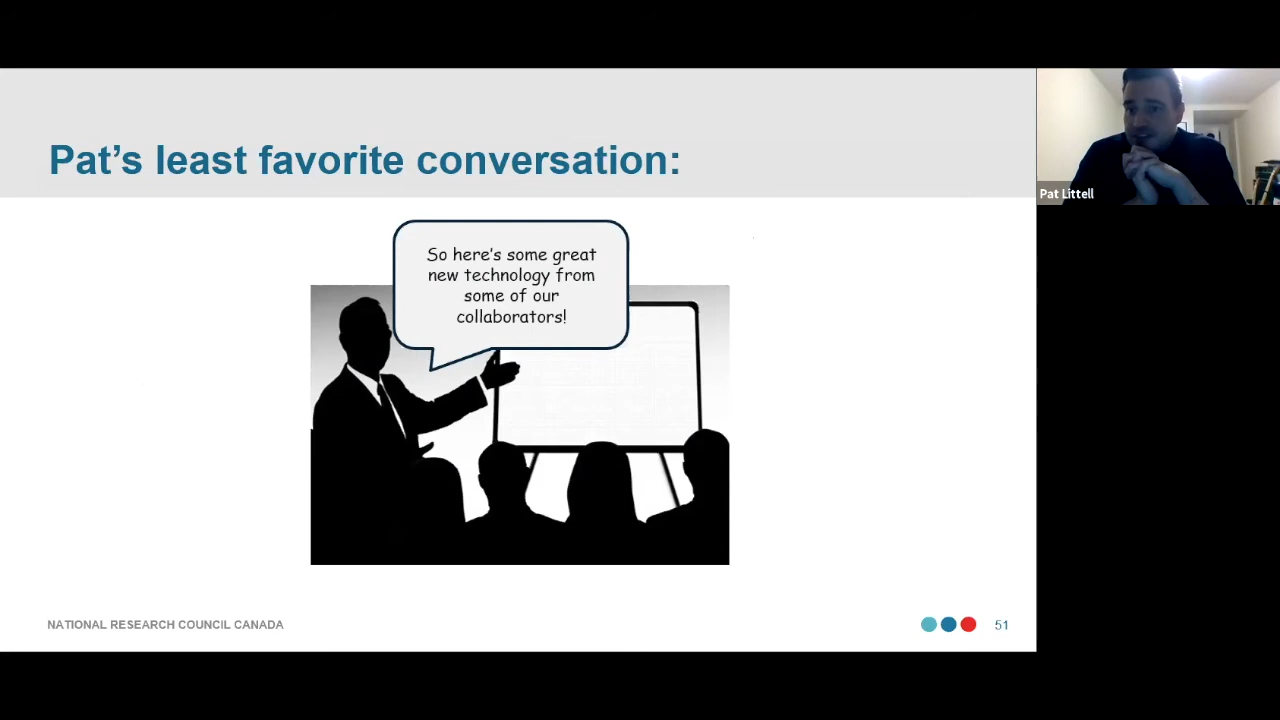 Pat's least favorite conversation:
So here's some great
new technology from
some of our
collaborators!
Pat Littell
NATIONAL RESEARCH COUNCIL CANADA
51